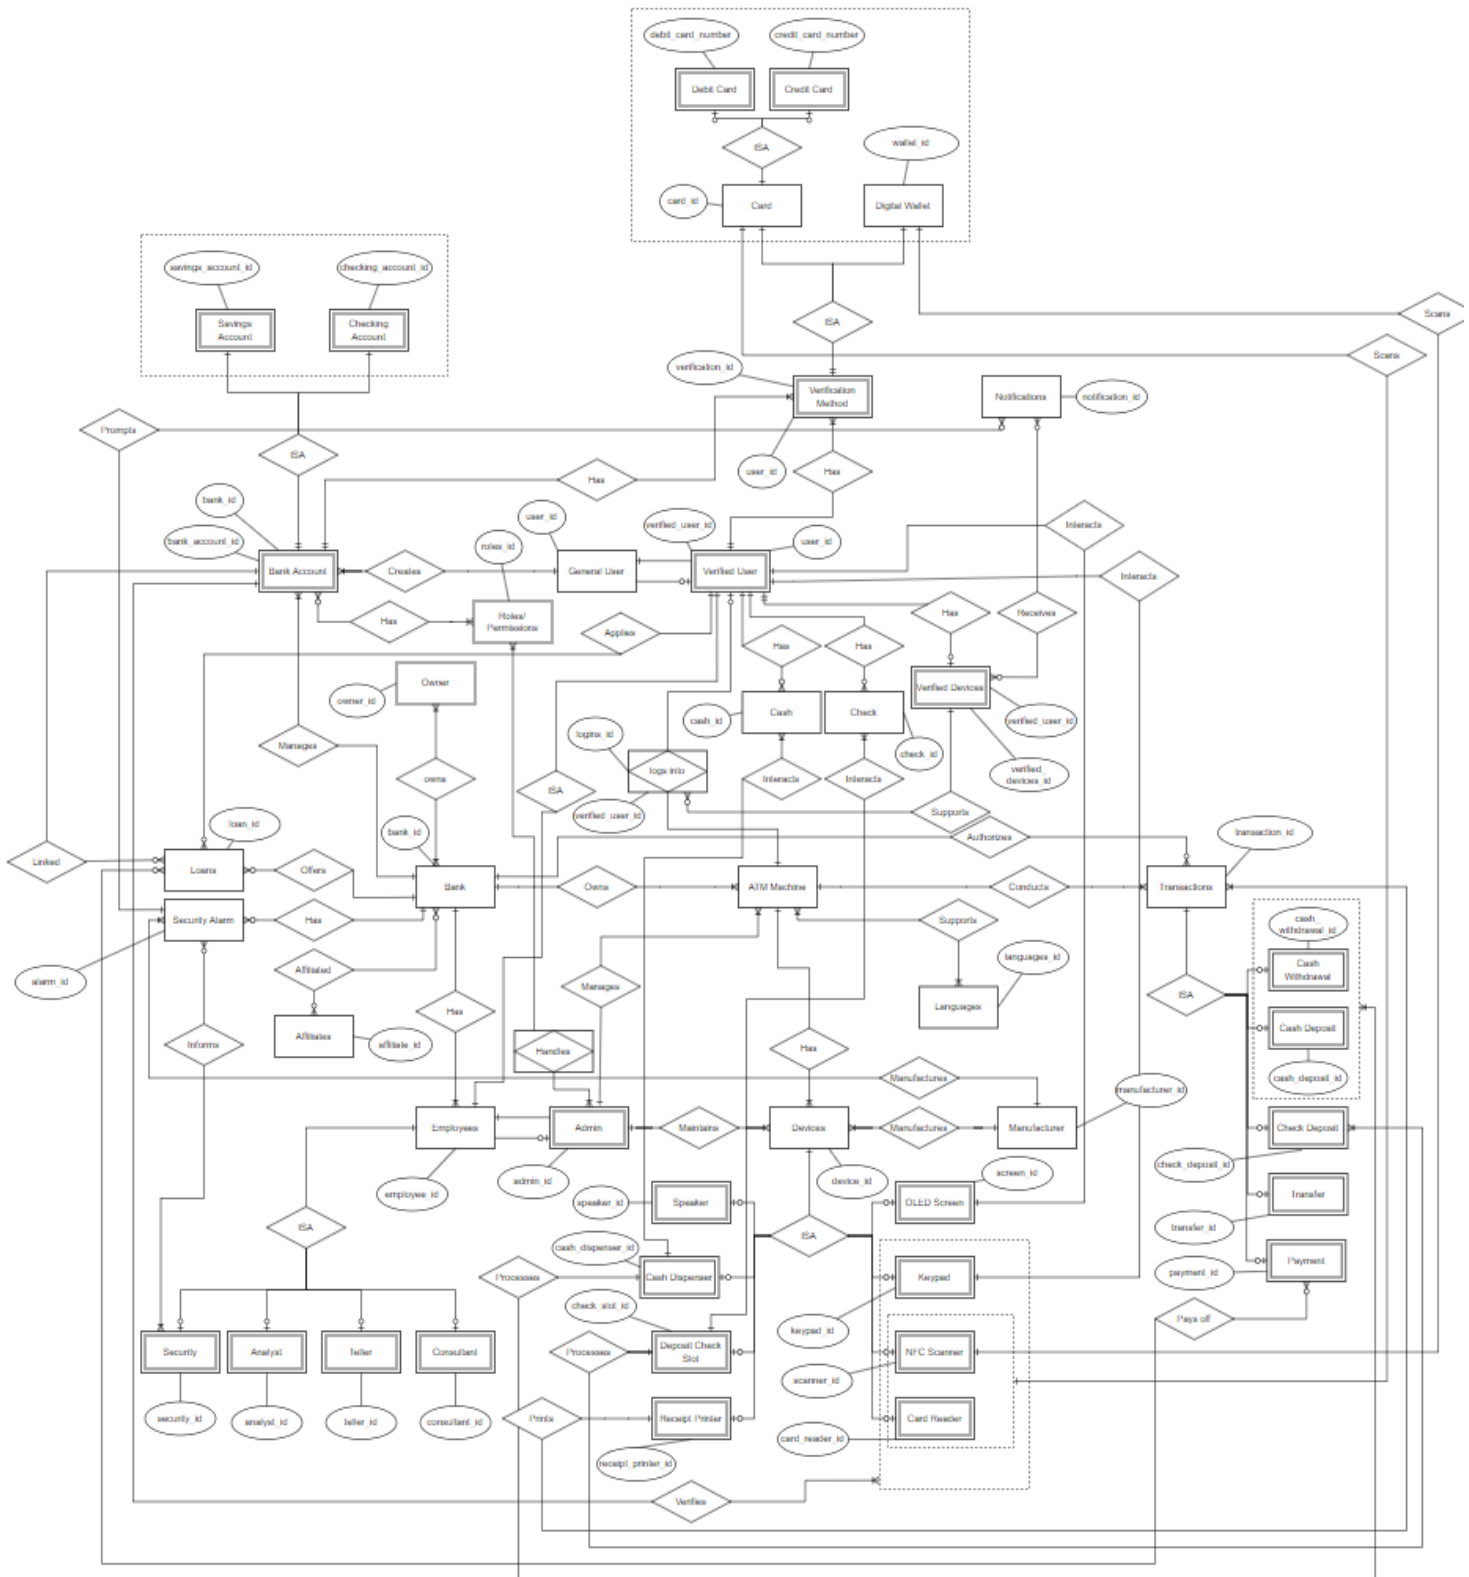 debit_card_number
credit_card_number
Debit Card
Credit Card
ISA
wallet_id
card_id
Card
Digital Wallet
savings_account_id
checking_account_id
Savings
Account
Checking
Account
ISA
Scans
Scans
verification_id
Verification
Method
Notifications
notification_id
Prompts
ISA
Has
user_id
Has
bank_id
bank_account_id
user_id
roles_id
verified_user_id
user_id
Interacts
Bank Account
Creates
General User
Verified User
Interacts
Has
Roles/
Permissions
Applies
Has
Has
Has
Receives
Owner
owner_id
Verified Devices
verified_user_id
Cash
cash_id
Check
check_id
Manages
logins_id
logs into
verified_user_id
owns
ISA
Interacts
Interacts
verified_
devices_id
Supports
loan_id
bank_id
Authorizes
transaction_id
Linked
Loans
Offers
Bank
Owns
ATM Machine
Conducts
Transactions
Security Alarm
Has
Supports
cash_
withdrawal_id
alarm_id
Affiliated
Manages
languages_id
Cash
Withdrawal
Languages
ISA
Has
Affiliates
affiliate_id
Informs
Handles
Has
Cash Deposit
cash_deposit_id
Manufactures
manufacturer_id
Employees
Admin
Maintains
Devices
Manufactures
Manufacturer
Check Deposit
check_deposit_id
employee_id
admin_id
device_id
screen_id
speaker_id
Speaker
OLED Screen
Transfer
transfer_id
ISA
ISA
cash_dispenser_id
Processes
Cash Dispenser
Keypad
Payment
payment_id
check_slot_id
keypad_id
Pays off
Security
Analyst
Teller
Consultant
Processes
Deposit Check
Slot
NFC Scanner
scanner_id
security_id
analyst_id
teller_id
consultant_id
Prints
Receipt Printer
Card Reader
card_reader_id
receipt_printer_id
Verifies